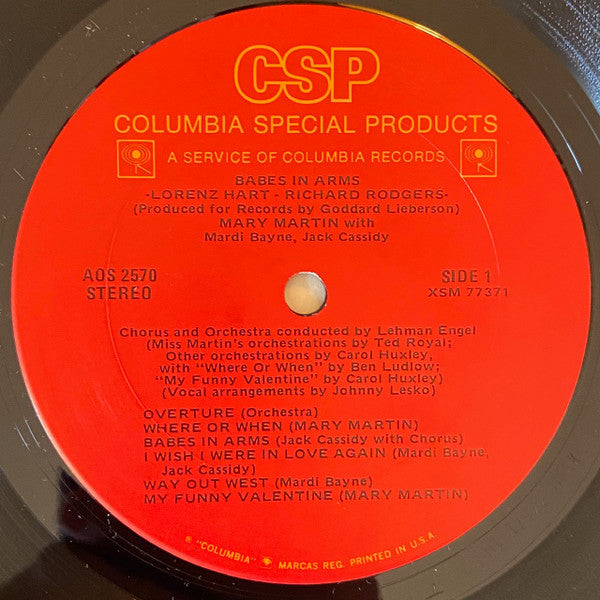 CSP
COLUMBIA SPECIAL PRODUCTS
A SERVICE OF COLUMBIA RECORDS
BABES IN ARMS
-LORENZ HART - RICHARD RODGERS-
(Produced for Records by Goddard Lieberson)
MARY MARTIN with
Mardi Bayne, Jack Cassidy
AOS 2570
STEREO
SIDE 1
XSM 77371
Chorus and Orchestra conducted by Lehman Engel
(Miss Martin's orchestrations by Ted Royal;
Other orchestrations by Carol Huxley,
with "Where Or When" by Ben Ludlow;
"My Funny Valentine" by Carol Huxley)
(Vocal arrangements by Johnny Lesko)
OVERTURE (Orchestra)
WHERE OR WHEN (MARY MARTIN)
BABES IN ARMS (Jack Cassidy with Chorus)
I WISH I WERE IN LOVE AGAIN (Mardi Bayne,
Jack Cassidy)
WAY OUT WEST (Mardi Bayne)
MY FUNNY VALENTINE (MARY MARTIN)
® "COLUMBIA" MARCAS REG. PRINTED IN U.S.A.